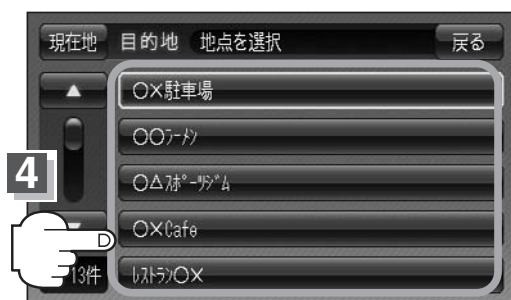 現在地 目的地 地点を選択 戻る
○×駐車場
○○ラーメン
○△スポーツジム
4
○×Cafe
13件 レストラン○×